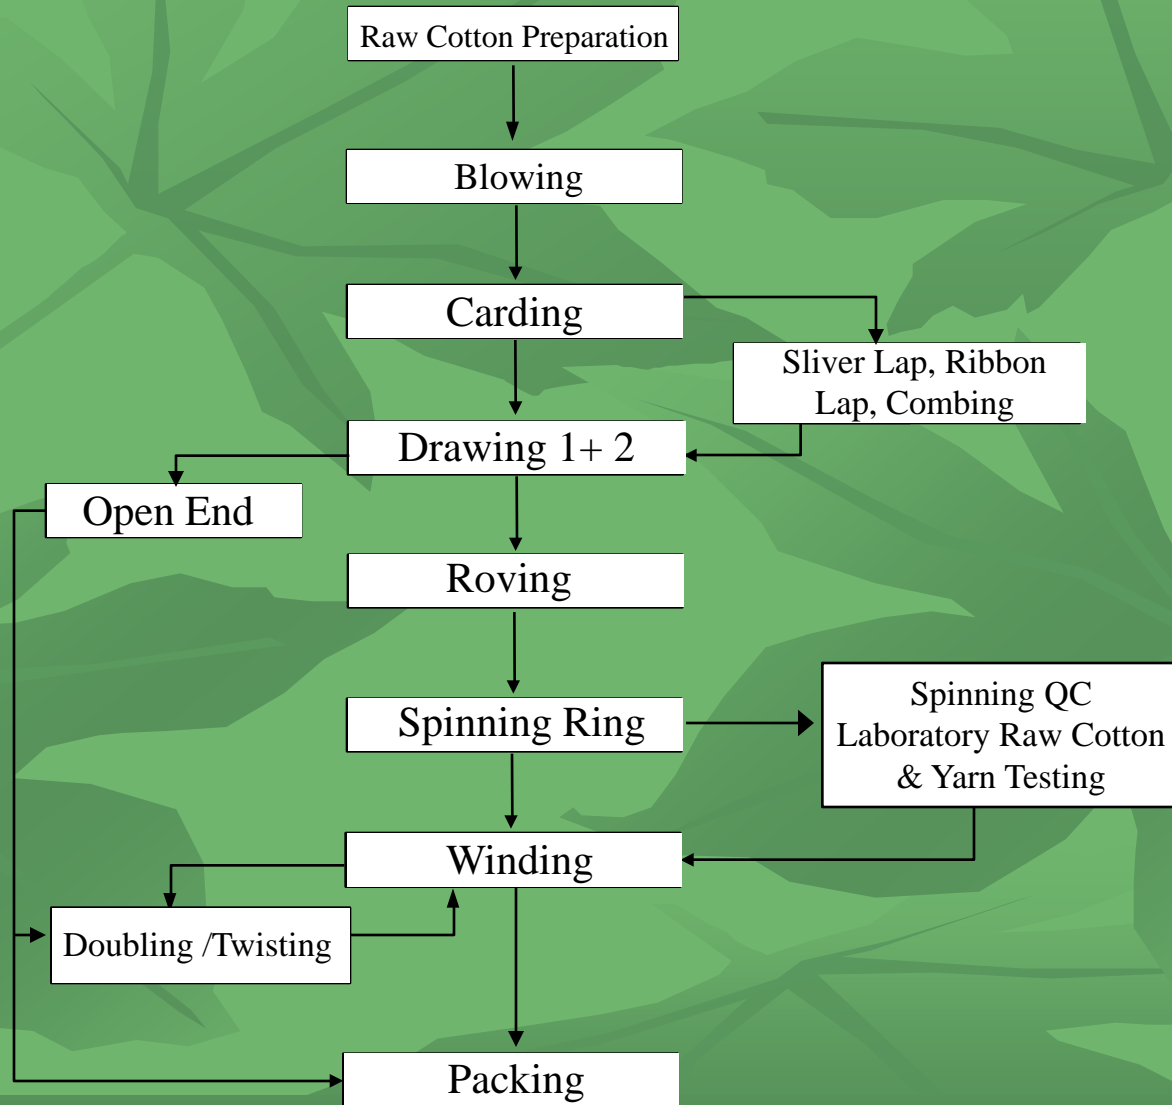 Raw Cotton Preparation
Blowing
Carding
Sliver Lap, Ribbon
Lap, Combing
Drawing 1+ 2
Open End
Roving
Spinning Ring
Spinning QC
Laboratory Raw Cotton
& Yarn Testing
Winding
Doubling /Twisting
Packing